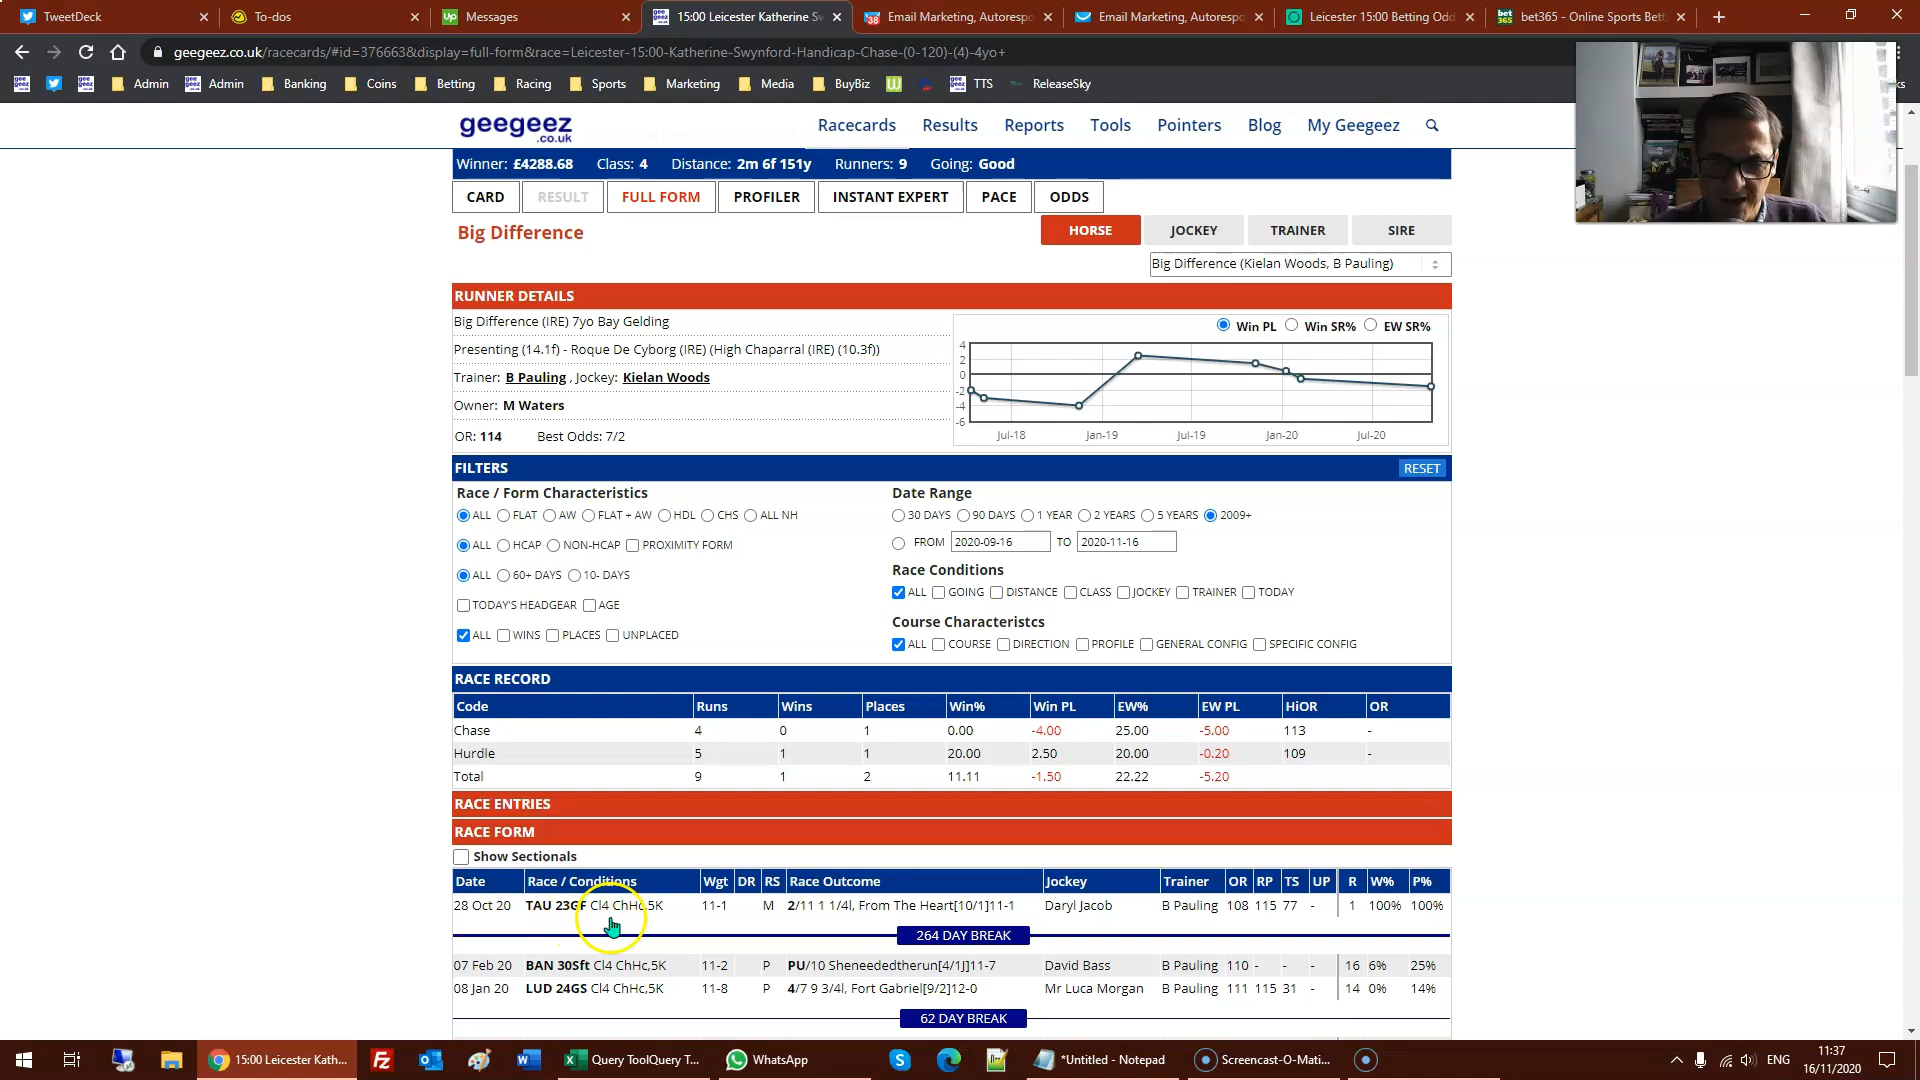 TweetDeck
To-dos
Messages
15:00 Leicester Katherine Sw
Email Marketing, Autorespo
Email Marketing, Autorespo
Leicester 15:00 Betting Odd
bet365 - Online Sports Bett
geegeez.co.uk/racecards/#id=376663&display=full-form&race=Leicester-15:00-Katherine-Swynford-Handicap-Chase-(0-120)-(4)-4yo+
Admin
Admin
Banking
Coins
Betting
Racing
Sports
Marketing
Media
BuyBiz
TTS
ReleaseSky
geegeez
.co.uk
Racecards
Results
Reports
Tools
Pointers
Blog
My Geegeez
Winner: £4288.68 Class: 4 Distance: 2m 6f 151y Runners: 9 Going: Good
CARD
RESULT
FULL FORM
PROFILER
INSTANT EXPERT
PACE
ODDS
Big Difference
HORSE
JOCKEY
TRAINER
SIRE
Big Difference (Kielan Woods, B Pauling)
RUNNER DETAILS
Big Difference (IRE) 7yo Bay Gelding
Presenting (14.1f) - Roque De Cyborg (IRE) (High Chaparral (IRE) (10.3f))
Trainer: B Pauling , Jockey: Kielan Woods
Owner: M Waters
OR: 114 Best Odds: 7/2
Win PL Win SR% EW SR%
4
2
0
-2
-4
-6
Jul-18 Jan-19 Jul-19 Jan-20 Jul-20
FILTERS
RESET
Race / Form Characteristics
ALL FLAT AW FLAT + AW HDL CHS ALL NH
ALL HCAP NON-HCAP PROXIMITY FORM
ALL 60+ DAYS 10- DAYS
TODAY'S HEADGEAR AGE
ALL WINS PLACES UNPLACED
Date Range
30 DAYS 90 DAYS 1 YEAR 2 YEARS 5 YEARS 2009+
FROM 2020-09-16 TO 2020-11-16
Race Conditions
ALL GOING DISTANCE CLASS JOCKEY TRAINER TODAY
Course Characteristcs
ALL COURSE DIRECTION PROFILE GENERAL CONFIG SPECIFIC CONFIG
RACE RECORD
Code Runs Wins Places Win% Win PL EW% EW PL HiOR OR
Chase 4 0 1 0.00 -4.00 25.00 -5.00 113 -
Hurdle 5 1 1 20.00 2.50 20.00 -0.20 109 -
Total 9 1 2 11.11 -1.50 22.22 -5.20
RACE ENTRIES
RACE FORM
Show Sectionals
Date Race / Conditions Wgt DR RS Race Outcome Jockey Trainer OR RP TS UP R W% P%
28 Oct 20 TAU 23GF Cl4 ChHc,5K 11-1 M 2/11 1 1/4l, From The Heart[10/1]11-1 Daryl Jacob B Pauling 108 115 77 - 1 100% 100%
264 DAY BREAK
07 Feb 20 BAN 30Sft Cl4 ChHc,5K 11-2 P PU/10 Sheneededtherun[4/1J]11-7 David Bass B Pauling 110 - - - 16 6% 25%
08 Jan 20 LUD 24GS Cl4 ChHc,5K 11-8 P 4/7 9 3/4l, Fort Gabriel[9/2]12-0 Mr Luca Morgan B Pauling 111 115 31 - 14 0% 14%
62 DAY BREAK
15:00 Leicester Kath...
Query ToolQuery T...
WhatsApp
*Untitled - Notepad
Screencast-O-Mati...
ENG
11:37
16/11/2020